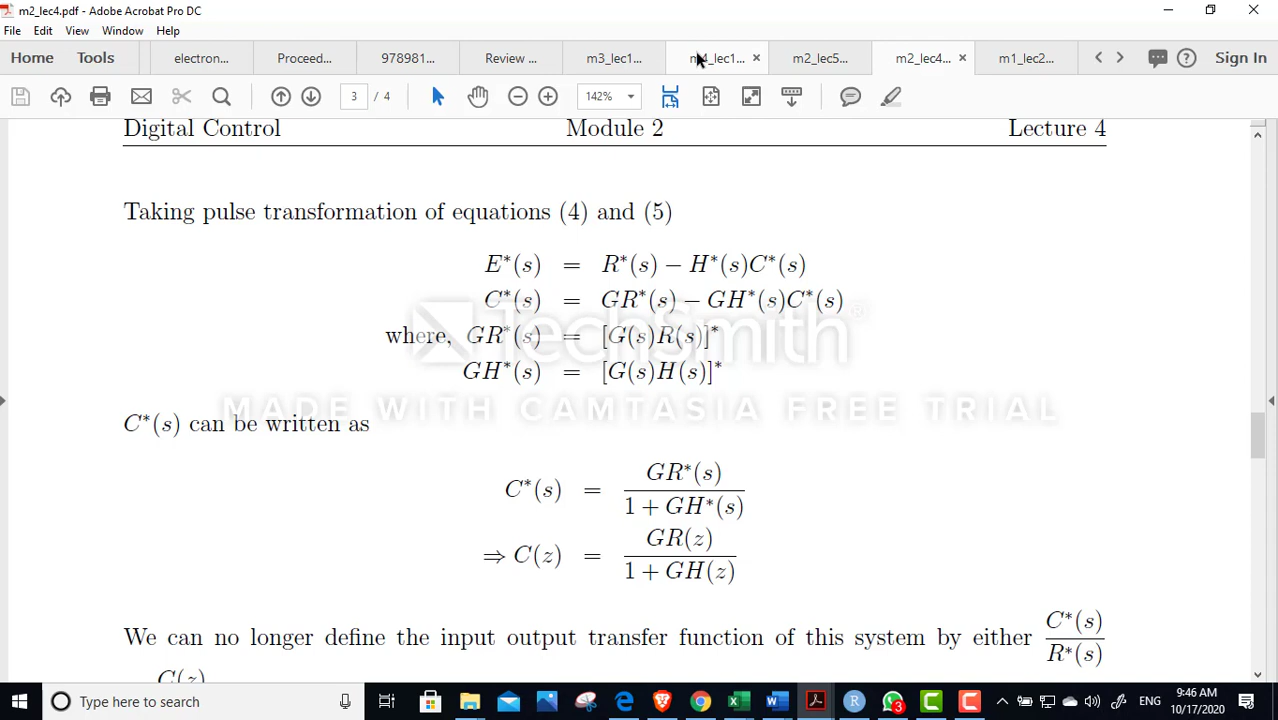 m2_lec4.pdf - Adobe Acrobat Pro DC
File Edit View Window Help
Home Tools electron... Proceed... 978981... Review ... m3_lec1... m4_lec1... m2_lec5... m2_lec4... m1_lec2... Sign In
3 / 4 142%
Digital Control Module 2 Lecture 4
Taking pulse transformation of equations (4) and (5)
E*(s) = R*(s) − H*(s)C*(s)
C*(s) = GR*(s) − GH*(s)C*(s)
where, GR*(s) = [G(s)R(s)]*
GH*(s) = [G(s)H(s)]*
TechSmith®
MADE WITH CAMTASIA FREE TRIAL
C*(s) can be written as
C*(s) = GR*(s) / 1 + GH*(s)
⇒ C(z) = GR(z) / 1 + GH(z)
We can no longer define the input output transfer function of this system by either C*(s) / R*(s)
C(z)
Type here to search 3 ENG 9:46 AM
10/17/2020